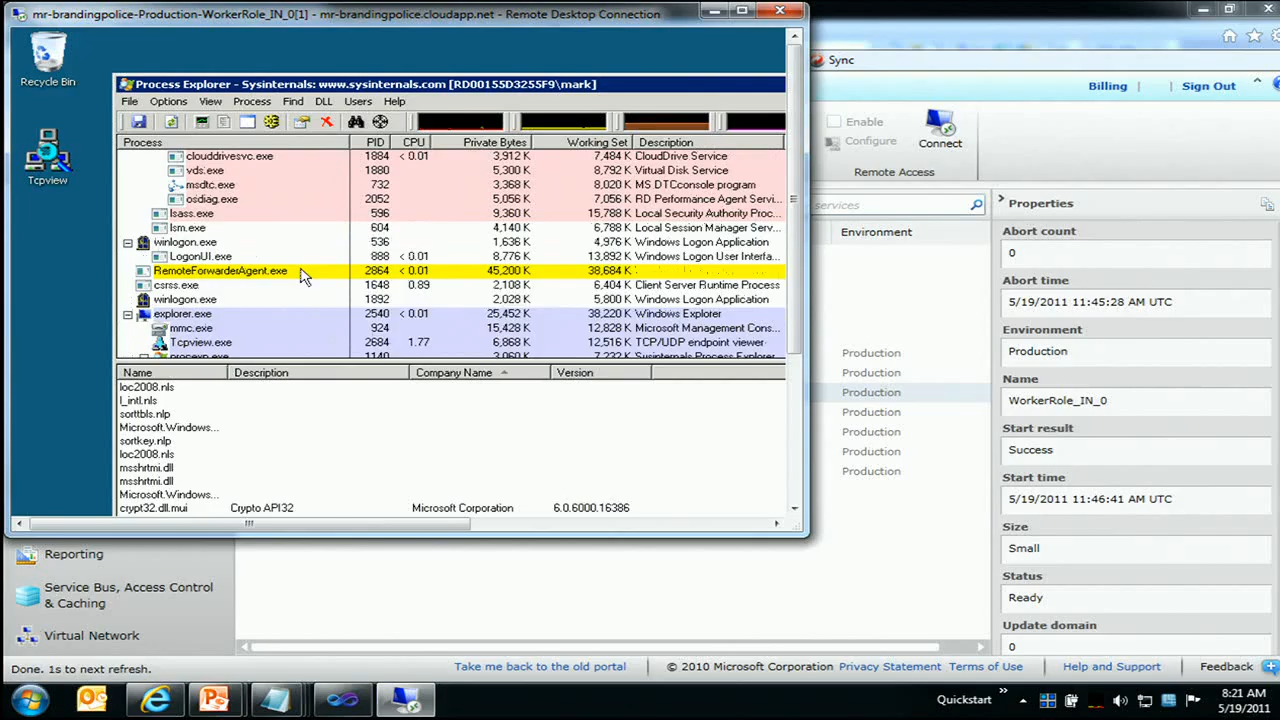 mr-brandingpolice-Production-WorkerRole_IN_0[1] - mr-brandingpolice.cloudapp.net - Remote Desktop Connection
Recycle Bin
Tcpview
Process Explorer - Sysinternals: www.sysinternals.com [RD00155D3255F9\mark]
File Options View Process Find DLL Users Help
Process PID CPU Private Bytes Working Set Description
clouddrivesvc.exe 1884 < 0.01 3,912 K 7,484 K CloudDrive Service
vds.exe 1880 5,300 K 8,792 K Virtual Disk Service
msdtc.exe 732 3,368 K 8,020 K MS DTCconsole program
osdiag.exe 2052 5,056 K 7,199 K RD Performance Agent Servi...
lsass.exe 596 9,360 K 15,788 K Local Security Authority Proc...
lsm.exe 604 4,140 K 6,108 K Local Session Manager Serv...
winlogon.exe 536 1,636 K 4,976 K Windows Logon Application
LogonUI.exe 888 < 0.01 8,776 K 13,892 K Windows Logon User Interfa...
RemoteForwarderAgent.exe 2864 < 0.01 45,200 K 38,684 K
csrss.exe 1648 0.89 2,108 K 6,404 K Client Server Runtime Process
winlogon.exe 1892 2,028 K 5,800 K Windows Logon Application
explorer.exe 2540 < 0.01 25,452 K 38,220 K Windows Explorer
mmc.exe 924 15,428 K 12,828 K Microsoft Management Cons...
Tcpview.exe 2684 1.77 6,868 K 12,516 K TCP/UDP endpoint viewer
procexp.exe 1140 3,060 K 7,232 K Sysinternals Process Explorer
Name Description Company Name Version
loc2008.nls
l_intl.nls
sorttbls.nlp
Microsoft.Windows...
sortkey.nlp
loc2008.nls
msshrtmi.dll
msshrtmi.dll
Microsoft.Windows...
crypt32.dll.mui Crypto API32 Microsoft Corporation 6.0.6000.16386
Sync
Billing | Sign Out
Enable
Configure
Connect
Remote Access
services
Environment
Production
Production
Production
Production
Production
Production
Properties
Abort count
0
Abort time
5/19/2011 11:45:28 AM UTC
Environment
Production
Name
WorkerRole_IN_0
Start result
Success
Start time
5/19/2011 11:46:41 AM UTC
Size
Small
Status
Ready
Update domain
0
Reporting
Service Bus, Access Control
& Caching
Virtual Network
Done. 1s to next refresh.
Take me back to the old portal | © 2010 Microsoft Corporation Privacy Statement Terms of Use | Help and Support | Feedback
Quickstart
8:21 AM
5/19/2011